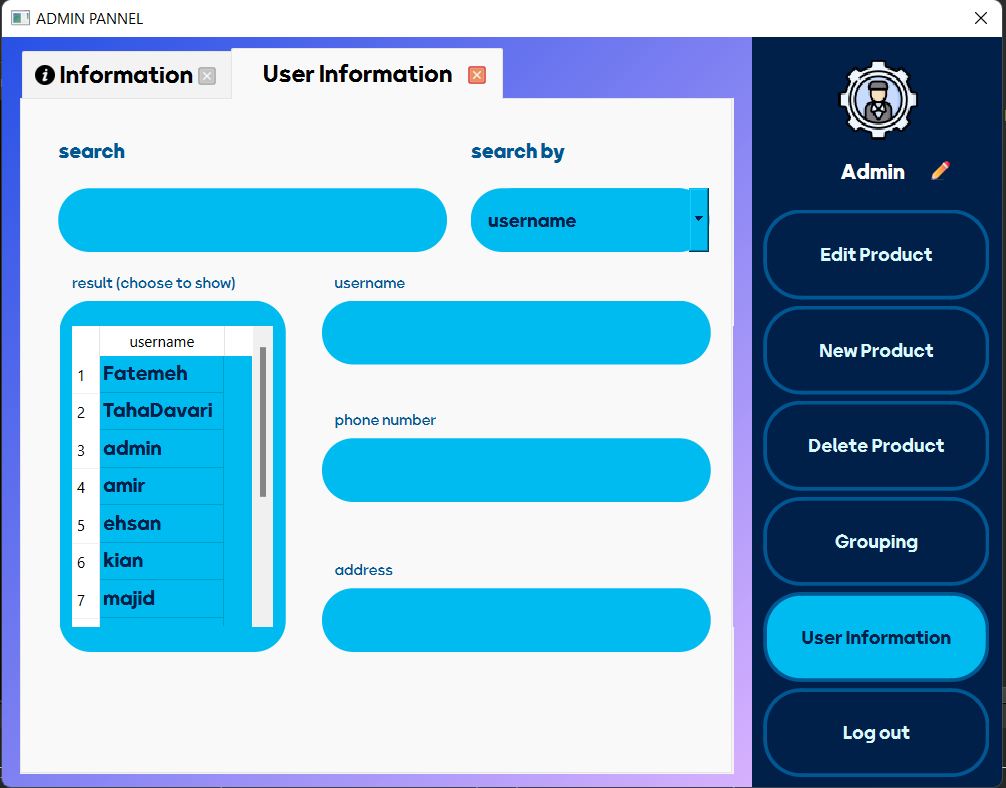 ADMIN PANNEL
Information
User Information
search
search by
username
result (choose to show)
username
username
1 Fatemeh
2 TahaDavari
3 admin
4 amir
5 ehsan
6 kian
7 majid
phone number
address
Admin
Edit Product
New Product
Delete Product
Grouping
User Information
Log out